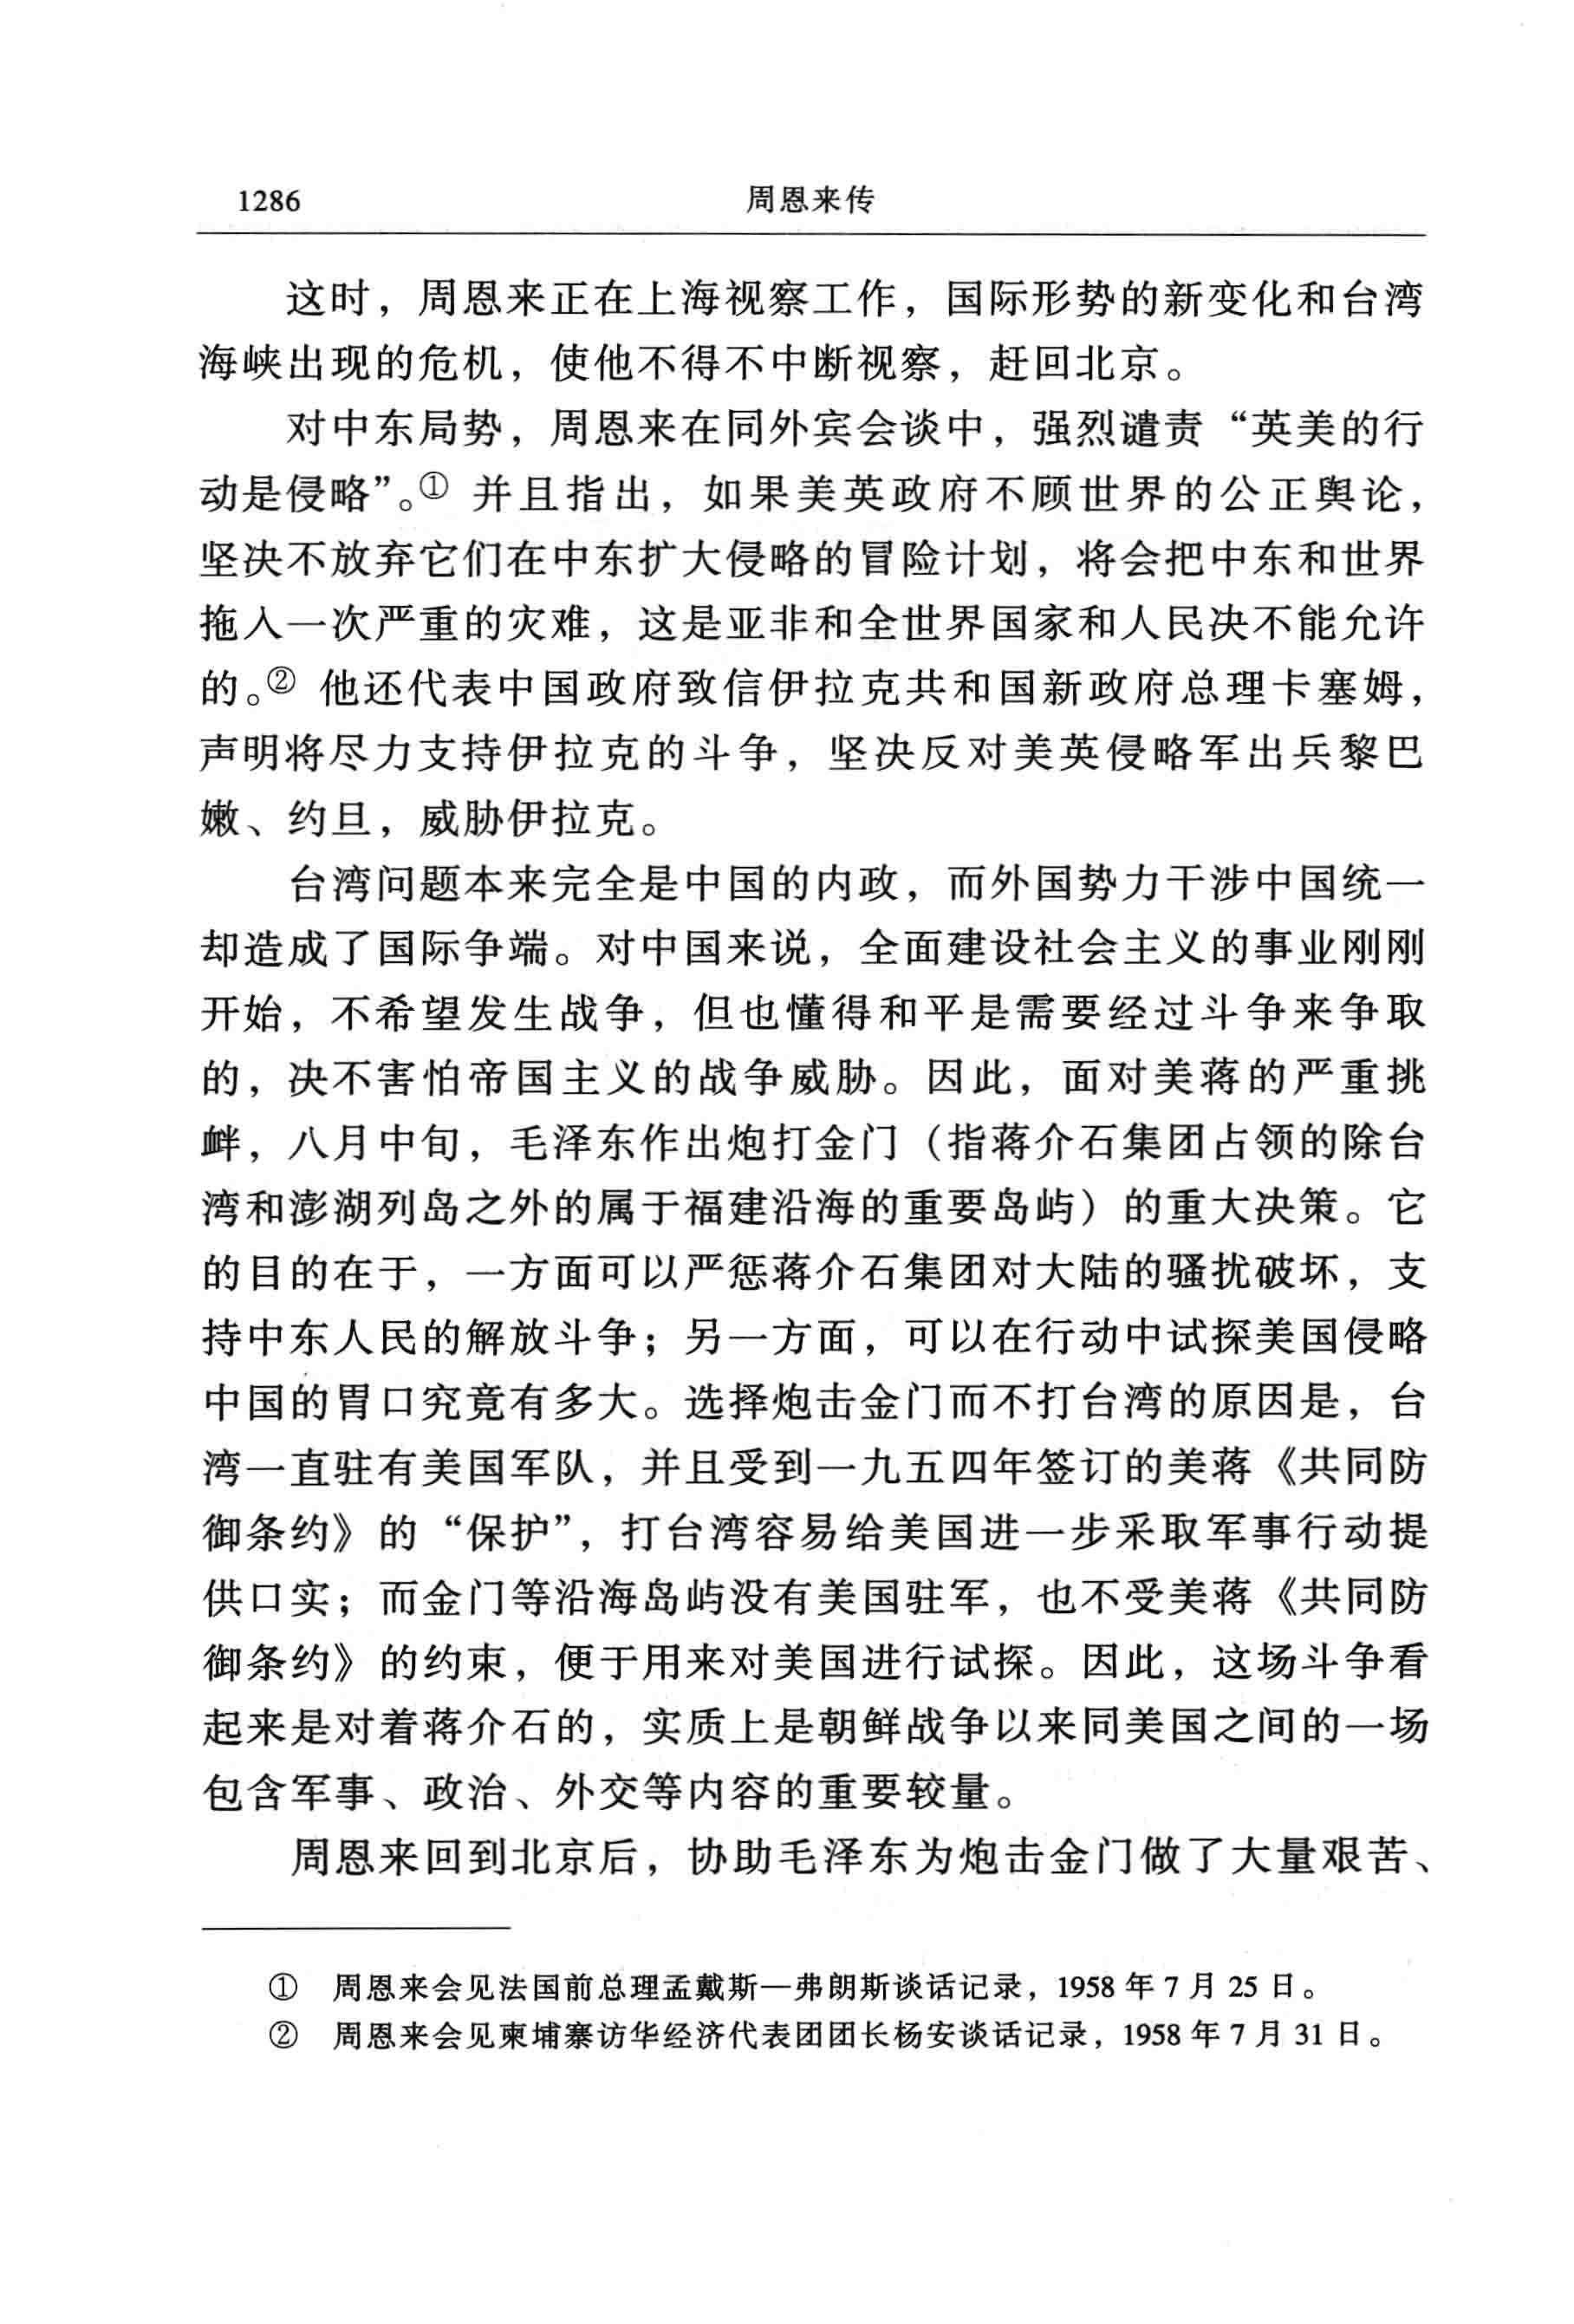 1286
周恩来传
这时，周恩来正在上海视察工作，国际形势的新变化和台湾
海峡出现的危机，使他不得不中断视察，赶回北京。
对中东局势，周恩来在同外宾会谈中，强烈谴责“英美的行
动是侵略”。① 并且指出，如果美英政府不顾世界的公正舆论，
坚决不放弃它们在中东扩大侵略的冒险计划，将会把中东和世界
拖入一次严重的灾难，这是亚非和全世界国家和人民决不能允许
的。② 他还代表中国政府致信伊拉克共和国新政府总理卡塞姆，
声明将尽力支持伊拉克的斗争，坚决反对美英侵略军出兵黎巴
嫩、约旦，威胁伊拉克。
台湾问题本来完全是中国的内政，而外国势力干涉中国统一
却造成了国际争端。对中国来说，全面建设社会主义的事业刚刚
开始，不希望发生战争，但也懂得和平是需要经过斗争来争取
的，决不害怕帝国主义的战争威胁。因此，面对美蒋的严重挑
衅，八月中旬，毛泽东作出炮打金门（指蒋介石集团占领的除台
湾和澎湖列岛之外的属于福建沿海的重要岛屿）的重大决策。它
的目的在于，一方面可以严惩蒋介石集团对大陆的骚扰破坏，支
持中东人民的解放斗争；另一方面，可以在行动中试探美国侵略
中国的胃口究竟有多大。选择炮击金门而不打台湾的原因是，台
湾一直驻有美国军队，并且受到一九五四年签订的美蒋《共同防
御条约》的“保护”，打台湾容易给美国进一步采取军事行动提
供口实；而金门等沿海岛屿没有美国驻军，也不受美蒋《共同防
御条约》的约束，便于用来对美国进行试探。因此，这场斗争看
起来是对着蒋介石的，实质上是朝鲜战争以来同美国之间的一场
包含军事、政治、外交等内容的重要较量。
周恩来回到北京后，协助毛泽东为炮击金门做了大量艰苦、
① 周恩来会见法国前总理孟戴斯—弗朗斯谈话记录，1958 年 7 月 25 日。
② 周恩来会见柬埔寨访华经济代表团团长杨安谈话记录，1958 年 7 月 31 日。